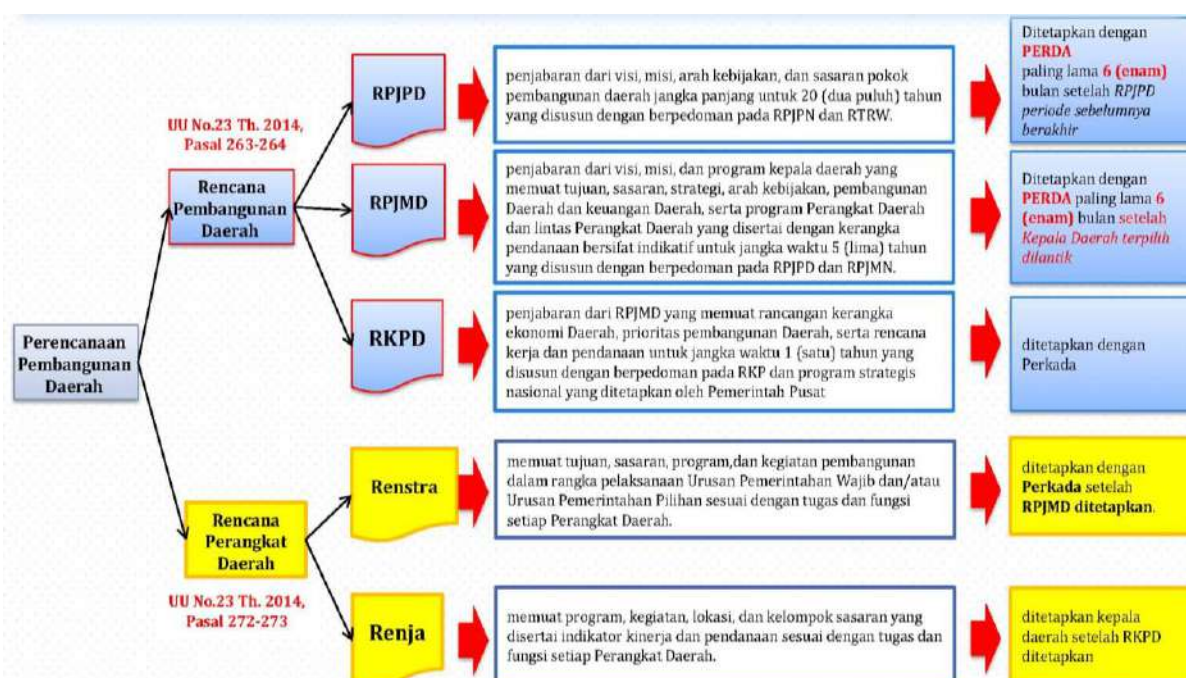 Perencanaan
Pembangunan
Daerah
UU No.23 Th. 2014,
Pasal 263-264
Rencana
Pembangunan
Daerah
RPJPD
penjabaran dari visi, misi, arah kebijakan, dan sasaran pokok
pembangunan daerah jangka panjang untuk 20 (dua puluh) tahun
yang disusun dengan berpedoman pada RPJPN dan RTRW.
Ditetapkan dengan
PERDA
paling lama 6 (enam)
bulan setelah RPJPD
periode sebelumnya
berakhir
RPJMD
penjabaran dari visi, misi, dan program kepala daerah yang
memuat tujuan, sasaran, strategi, arah kebijakan, pembangunan
Daerah dan keuangan Daerah, serta program Perangkat Daerah
dan lintas Perangkat Daerah yang disertai dengan kerangka
pendanaan bersifat indikatif untuk jangka waktu 5 (lima) tahun
yang disusun dengan berpedoman pada RPJPD dan RPJMN.
Ditetapkan dengan
PERDA paling lama 6
(enam) bulan setelah
Kepala Daerah terpilih
dilantik
RKPD
penjabaran dari RPJMD yang memuat rancangan kerangka
ekonomi Daerah, prioritas pembangunan Daerah, serta rencana
kerja dan pendanaan untuk jangka waktu 1 (satu) tahun yang
disusun dengan berpedoman pada RKP dan program strategis
nasional yang ditetapkan oleh Pemerintah Pusat
ditetapkan dengan
Perkada
Rencana
Perangkat
Daerah
UU No.23 Th. 2014,
Pasal 272-273
Renstra
memuat tujuan, sasaran, program,dan kegiatan pembangunan
dalam rangka pelaksanaan Urusan Pemerintahan Wajib dan/atau
Urusan Pemerintahan Pilihan sesuai dengan tugas dan fungsi
setiap Perangkat Daerah.
ditetapkan dengan
Perkada setelah
RPJMD ditetapkan.
Renja
memuat program, kegiatan, lokasi, dan kelompok sasaran yang
disertai indikator kinerja dan pendanaan sesuai dengan tugas dan
fungsi setiap Perangkat Daerah.
ditetapkan kepala
daerah setelah RKPD
ditetapkan